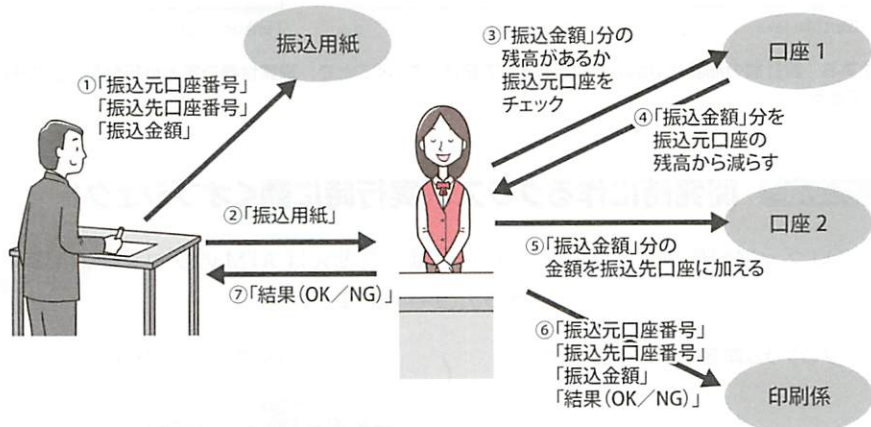 振込用紙
①「振込元口座番号」
「振込先口座番号」
「振込金額」
②「振込用紙」
③「振込金額」分の
残高があるか
振込元口座を
チェック
口座1
④「振込金額」分を
振込元口座の
残高から減らす
口座2
⑤「振込金額」分の
金額を振込先口座に加える
⑥「振込元口座番号」
「振込先口座番号」
「振込金額」
「結果(OK/NG)」
⑦「結果(OK/NG)」
印刷係